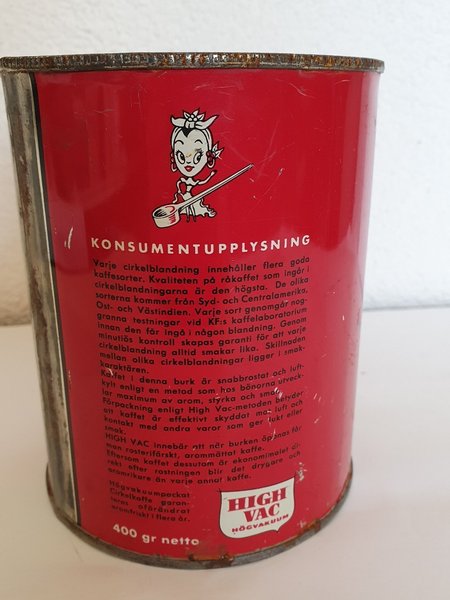 KONSUMENTUPPLYSNING
Varje cirkelblandning innehåller flera goda
kaffesorter. Kvaliteten på råkaffet som ingår i
cirkelblandningarna är den högsta. De olika
sorterna kommer från Syd- och Centralamerika,
Ost- och Västindien. Varje sort genomgår nog-
granna testningar vid KF:s kaffelaboratorium
innan den får ingå i någon blandning. Genom
minutiös kontroll skapas garanti för att varje
cirkelblandning alltid smakar lika. Skillnaden
mellan olika cirkelblandningar ligger i smak-
karaktären.
Kaffet i denna burk är snabbrostat och luft-
kylt enligt en metod som hos bönorna utveck-
lar maximum av arom, styrka och smak.
Förpackning enligt High Vac-metoden betyder
att kaffet är effektivt skyddat mot luft och
kontakt med andra varor som ger lukt eller
smak.
HIGH VAC innebär att när burken öppnas får
man rosterifärskt, arommättat kaffe.
Eftersom kaffet dessutom är ekonomimalet di-
rekt efter rostningen blir det drygare och
aromrikare än varje annat kaffe.
Högvakuumpackat
Cirkelkaffe garan-
teras oförändrat
aromfriskt i flera år.
HIGH
VAC
HÖGVAKUUM
400 gr netto